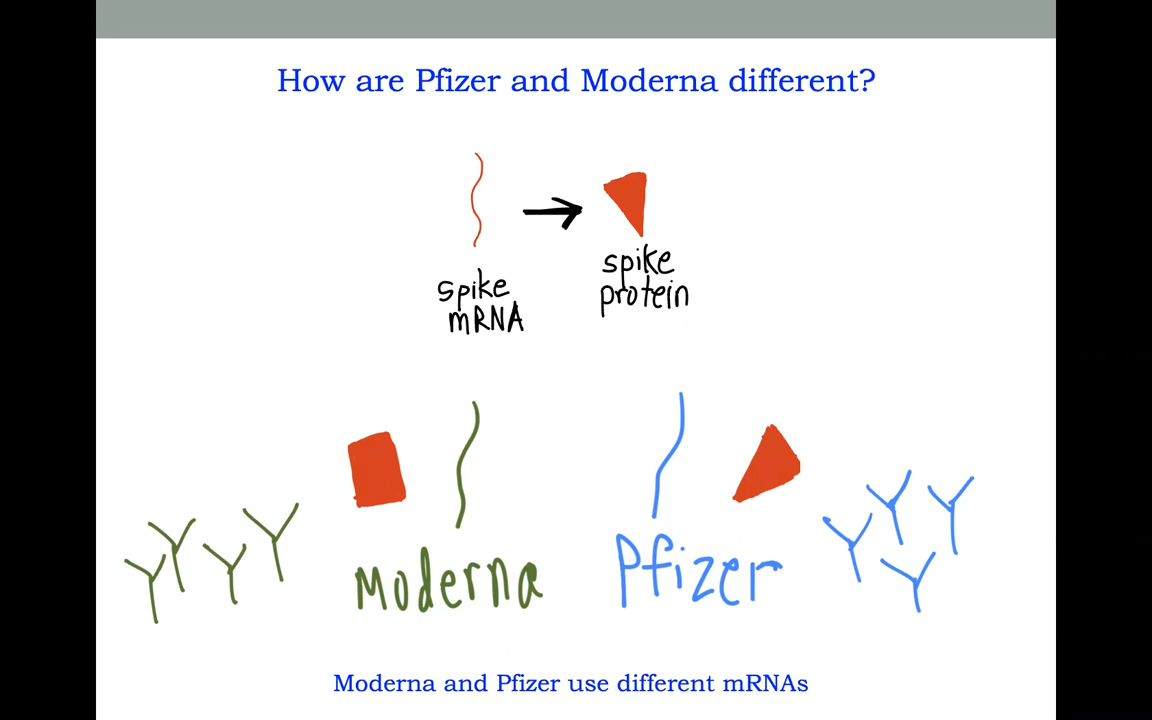 How are Pfizer and Moderna different?
spike
mRNA
spike
protein
Moderna
Pfizer
Moderna and Pfizer use different mRNAs